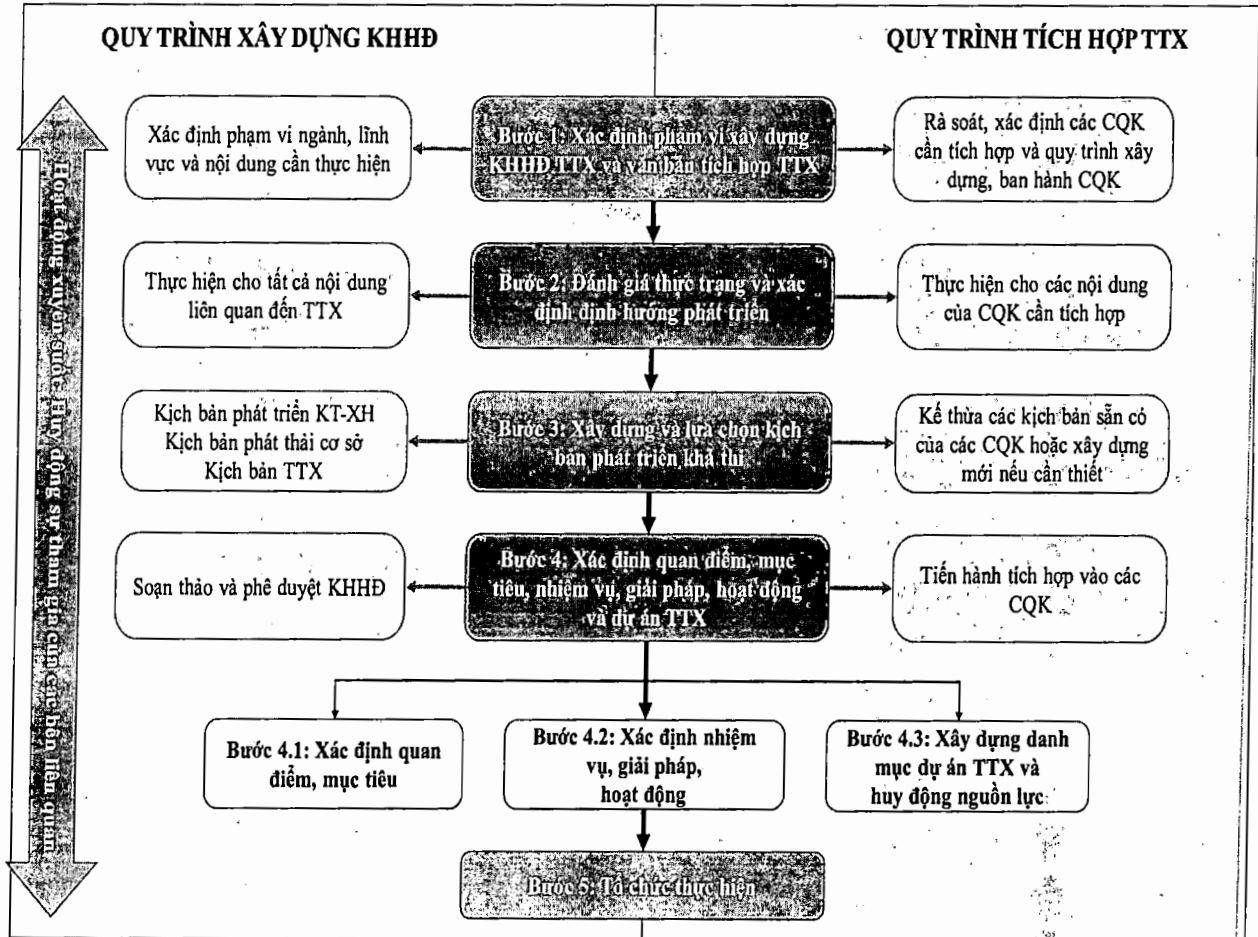 QUY TRÌNH XÂY DỰNG KHHĐ
QUY TRÌNH TÍCH HỢP TTX
Hoạt động xuyên suốt: Huy động sự tham gia của các bên liên quan
Xác định phạm vi ngành, lĩnh
vực và nội dung cần thực hiện
Bước 1: Xác định phạm vi xây dựng
KHHĐ TTX và văn bản tích hợp TTX
Rà soát, xác định các CQK
cần tích hợp và quy trình xây
dựng, ban hành CQK
Thực hiện cho tất cả nội dung
liên quan đến TTX
Bước 2: Đánh giá thực trạng và xác
định định hướng phát triển
Thực hiện cho các nội dung
của CQK cần tích hợp
Kịch bản phát triển KT-XH
Kịch bản phát thải cơ sở
Kịch bản TTX
Bước 3: Xây dựng và lựa chọn kịch
bản phát triển khả thi
Kế thừa các kịch bản sẵn có
của các CQK hoặc xây dựng
mới nếu cần thiết
Soạn thảo và phê duyệt KHHĐ
Bước 4: Xác định quan điểm, mục
tiêu, nhiệm vụ, giải pháp, hoạt động
và dự án TTX
Tiến hành tích hợp vào các
CQK
Bước 4.1: Xác định quan
điểm, mục tiêu
Bước 4.2: Xác định nhiệm
vụ, giải pháp,
hoạt động
Bước 4.3: Xây dựng danh
mục dự án TTX và
huy động nguồn lực
Bước 5: Tổ chức thực hiện